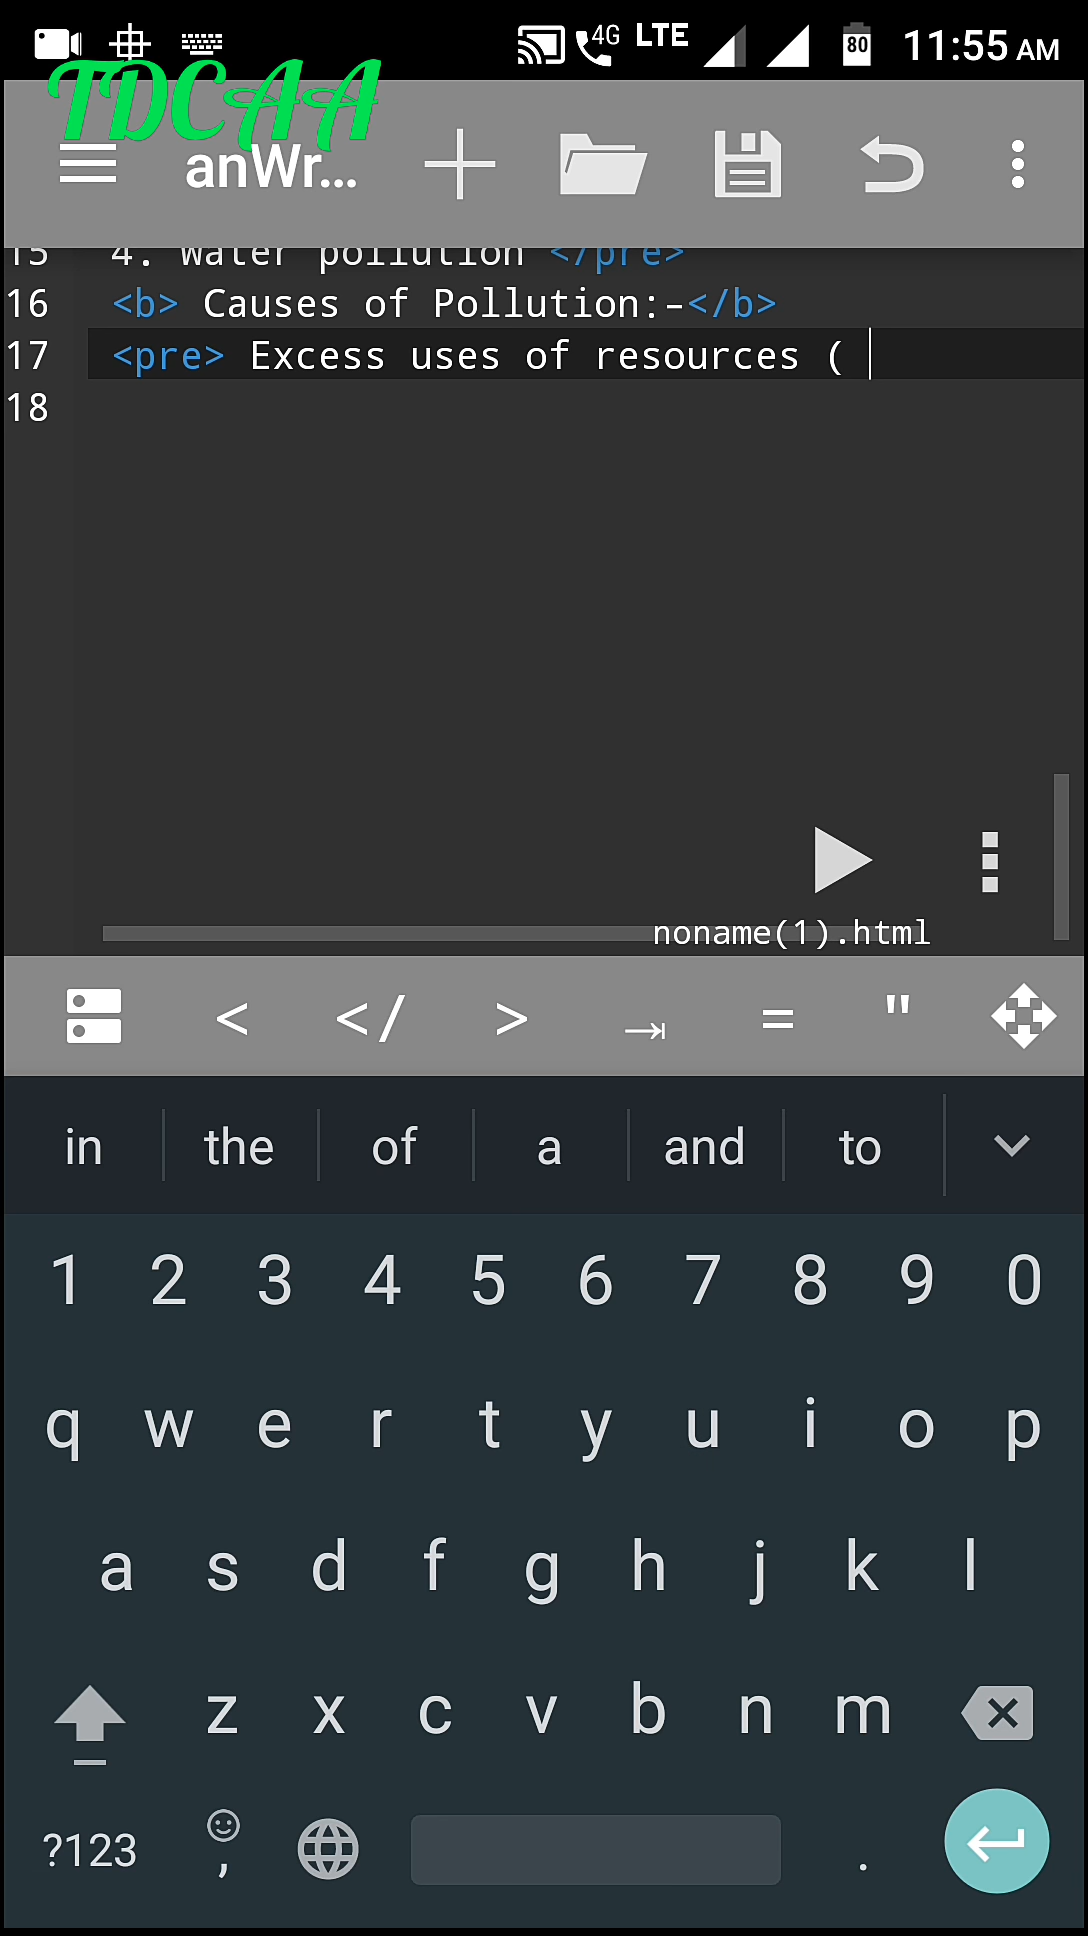 4G LTE 80 11:55 AM
TDCAA
anWr...
15 4. Water pollution </pre>
16 <b> Causes of Pollution:-</b>
17 <pre> Excess uses of resources (
18
noname(1).html
< </ > ⇥ = "
in the of a and to
1 2 3 4 5 6 7 8 9 0
q w e r t y u i o p
a s d f g h j k l
z x c v b n m
?123 , .